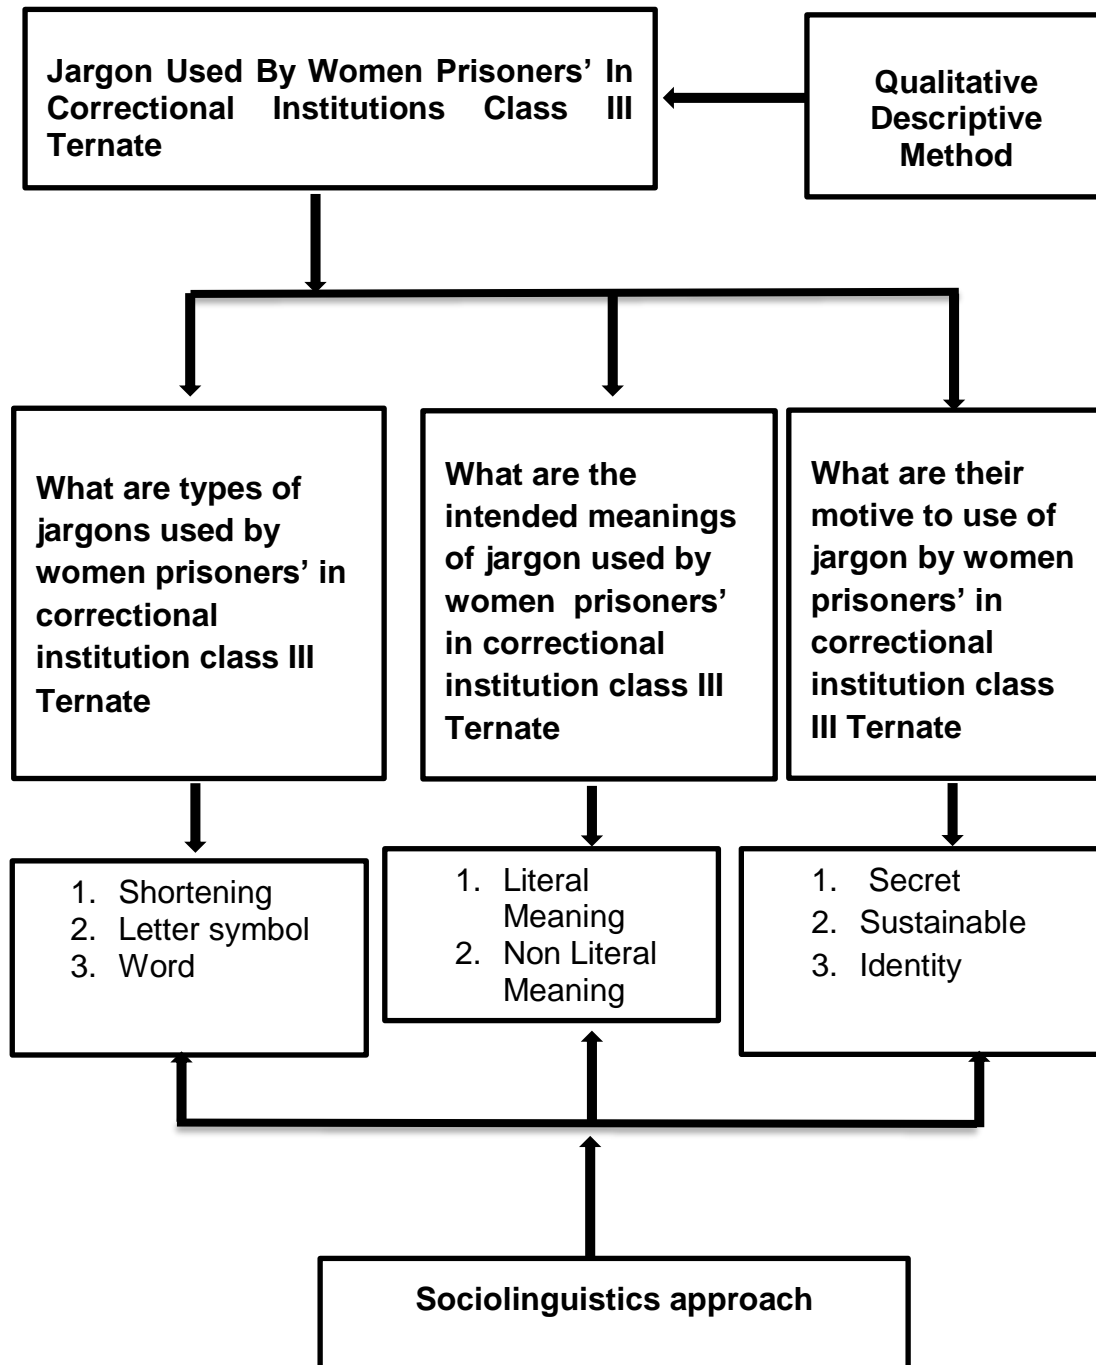 Jargon Used By Women Prisoners’ In
Correctional Institutions Class III
Ternate
Qualitative
Descriptive
Method
What are types of
jargons used by
women prisoners’ in
correctional
institution class III
Ternate
What are the
intended meanings
of jargon used by
women prisoners’
in correctional
institution class III
Ternate
What are their
motive to use of
jargon by women
prisoners’ in
correctional
institution class
III Ternate
1. Shortening
2. Letter symbol
3. Word
1. Literal
Meaning
2. Non Literal
Meaning
1. Secret
2. Sustainable
3. Identity
Sociolinguistics approach